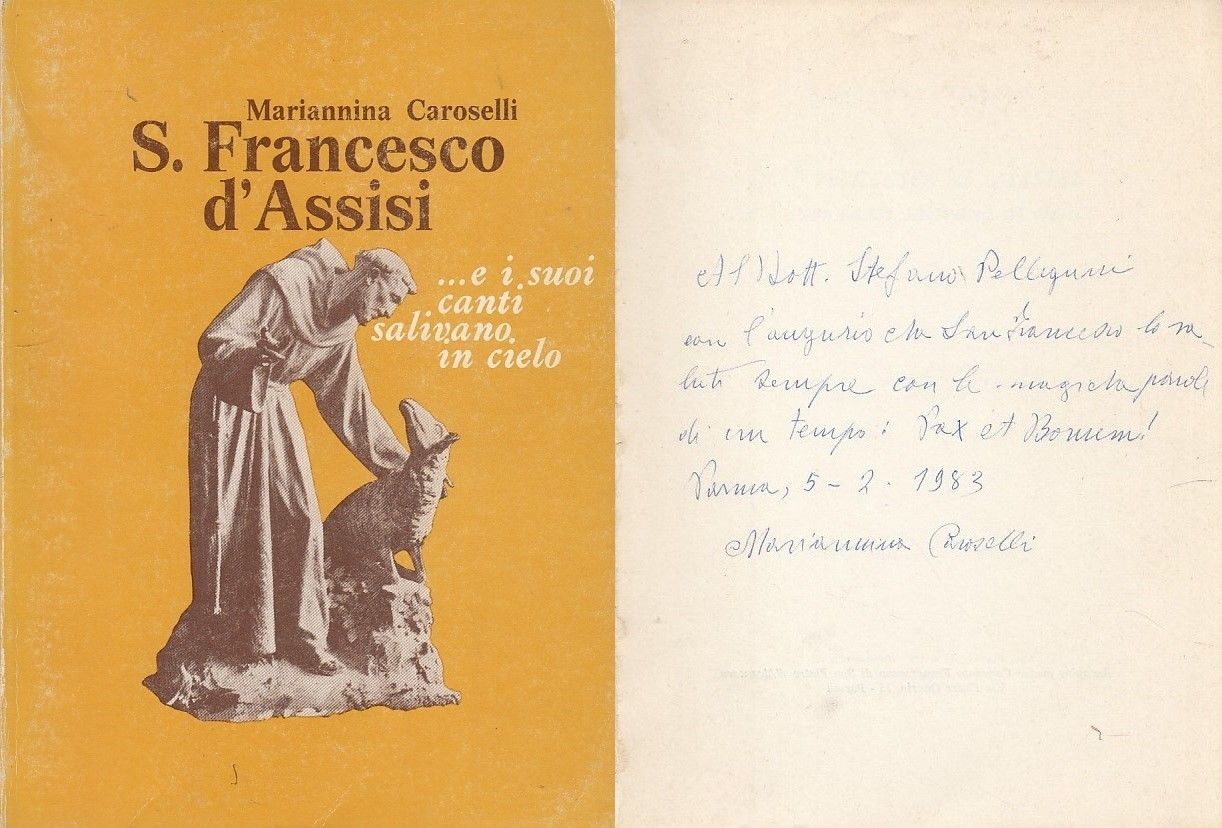 Mariannina Caroselli
S. Francesco
d'Assisi
...e i suoi
canti
salivano
in cielo
Al Dott. Stefano Pellegrini
con l'augurio che San Francesco lo sa-
luti sempre con le magiche parole
di un tempo: Pax et Bonum!
Parma, 5-2-1983
Mariannina Caroselli